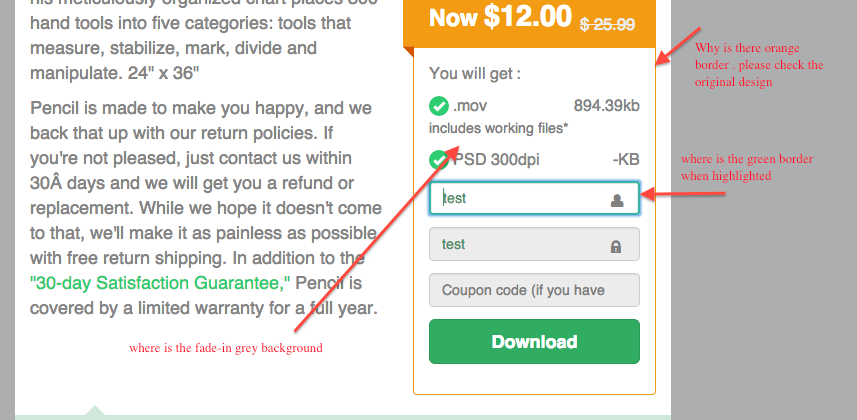 hand tools into five categories: tools that
measure, stabilize, mark, divide and
manipulate. 24" x 36"
Pencil is made to make you happy, and we
back that up with our return policies. If
you're not pleased, just contact us within
30Â days and we will get you a refund or
replacement. While we hope it doesn't come
to that, we'll make it as painless as possible
with free return shipping. In addition to the
"30-day Satisfaction Guarantee," Pencil is
covered by a limited warranty for a full year.
where is the fade-in grey background
Now $12.00 $ 25.99
You will get :
.mov 894.39kb
includes working files*
PSD 300dpi -KB
test
test
Coupon code (if you have
Download
Why is there orange
border . please check the
original design
where is the green border
when highlighted